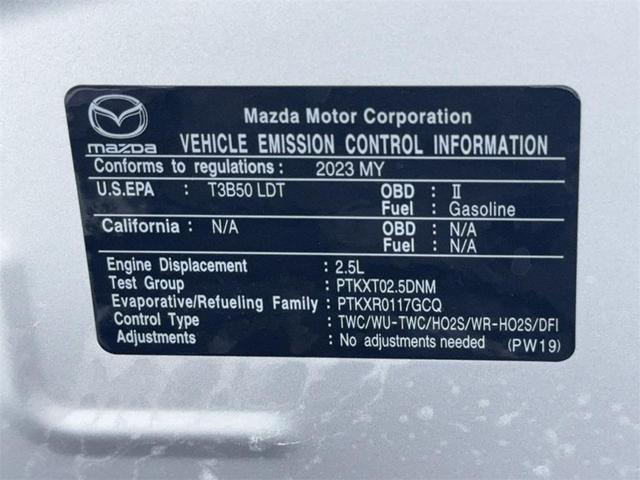 Mazda Motor Corporation
mazda VEHICLE EMISSION CONTROL INFORMATION
Conforms to regulations : 2023 MY
U.S.EPA : T3B50 LDT OBD : II
Fuel : Gasoline
California : N/A OBD : N/A
Fuel : N/A
Engine Displacement : 2.5L
Test Group : PTKXT02.5DNM
Evaporative/Refueling Family : PTKXR0117GCQ
Control Type : TWC/WU-TWC/HO2S/WR-HO2S/DFI
Adjustments : No adjustments needed (PW19)